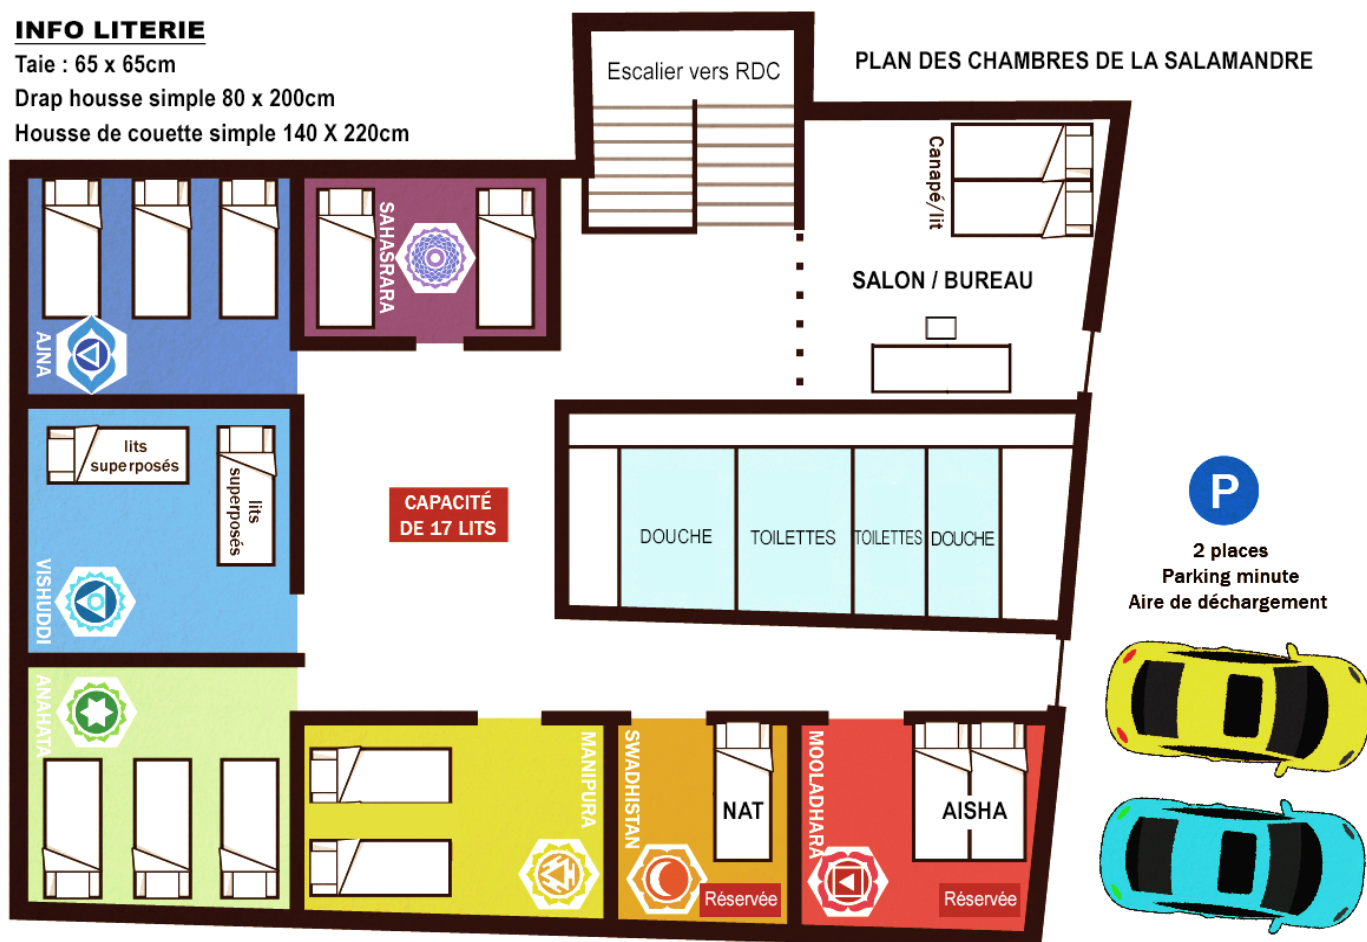 INFO LITERIE
Taie : 65 x 65cm
Drap housse simple 80 x 200cm
Housse de couette simple 140 X 220cm
Escalier vers RDC
PLAN DES CHAMBRES DE LA SALAMANDRE
Canapé/lit
SALON / BUREAU
SAHASRARA
AJNA
lits
superposés
lits
superposés
VISHUDDI
CAPACITÉ
DE 17 LITS
DOUCHE
TOILETTES
TOILETTES
DOUCHE
P
2 places
Parking minute
Aire de déchargement
ANAHATA
MANIPURA
SWADHISTAN
NAT
Réservée
MOOLADHARA
AISHA
Réservée